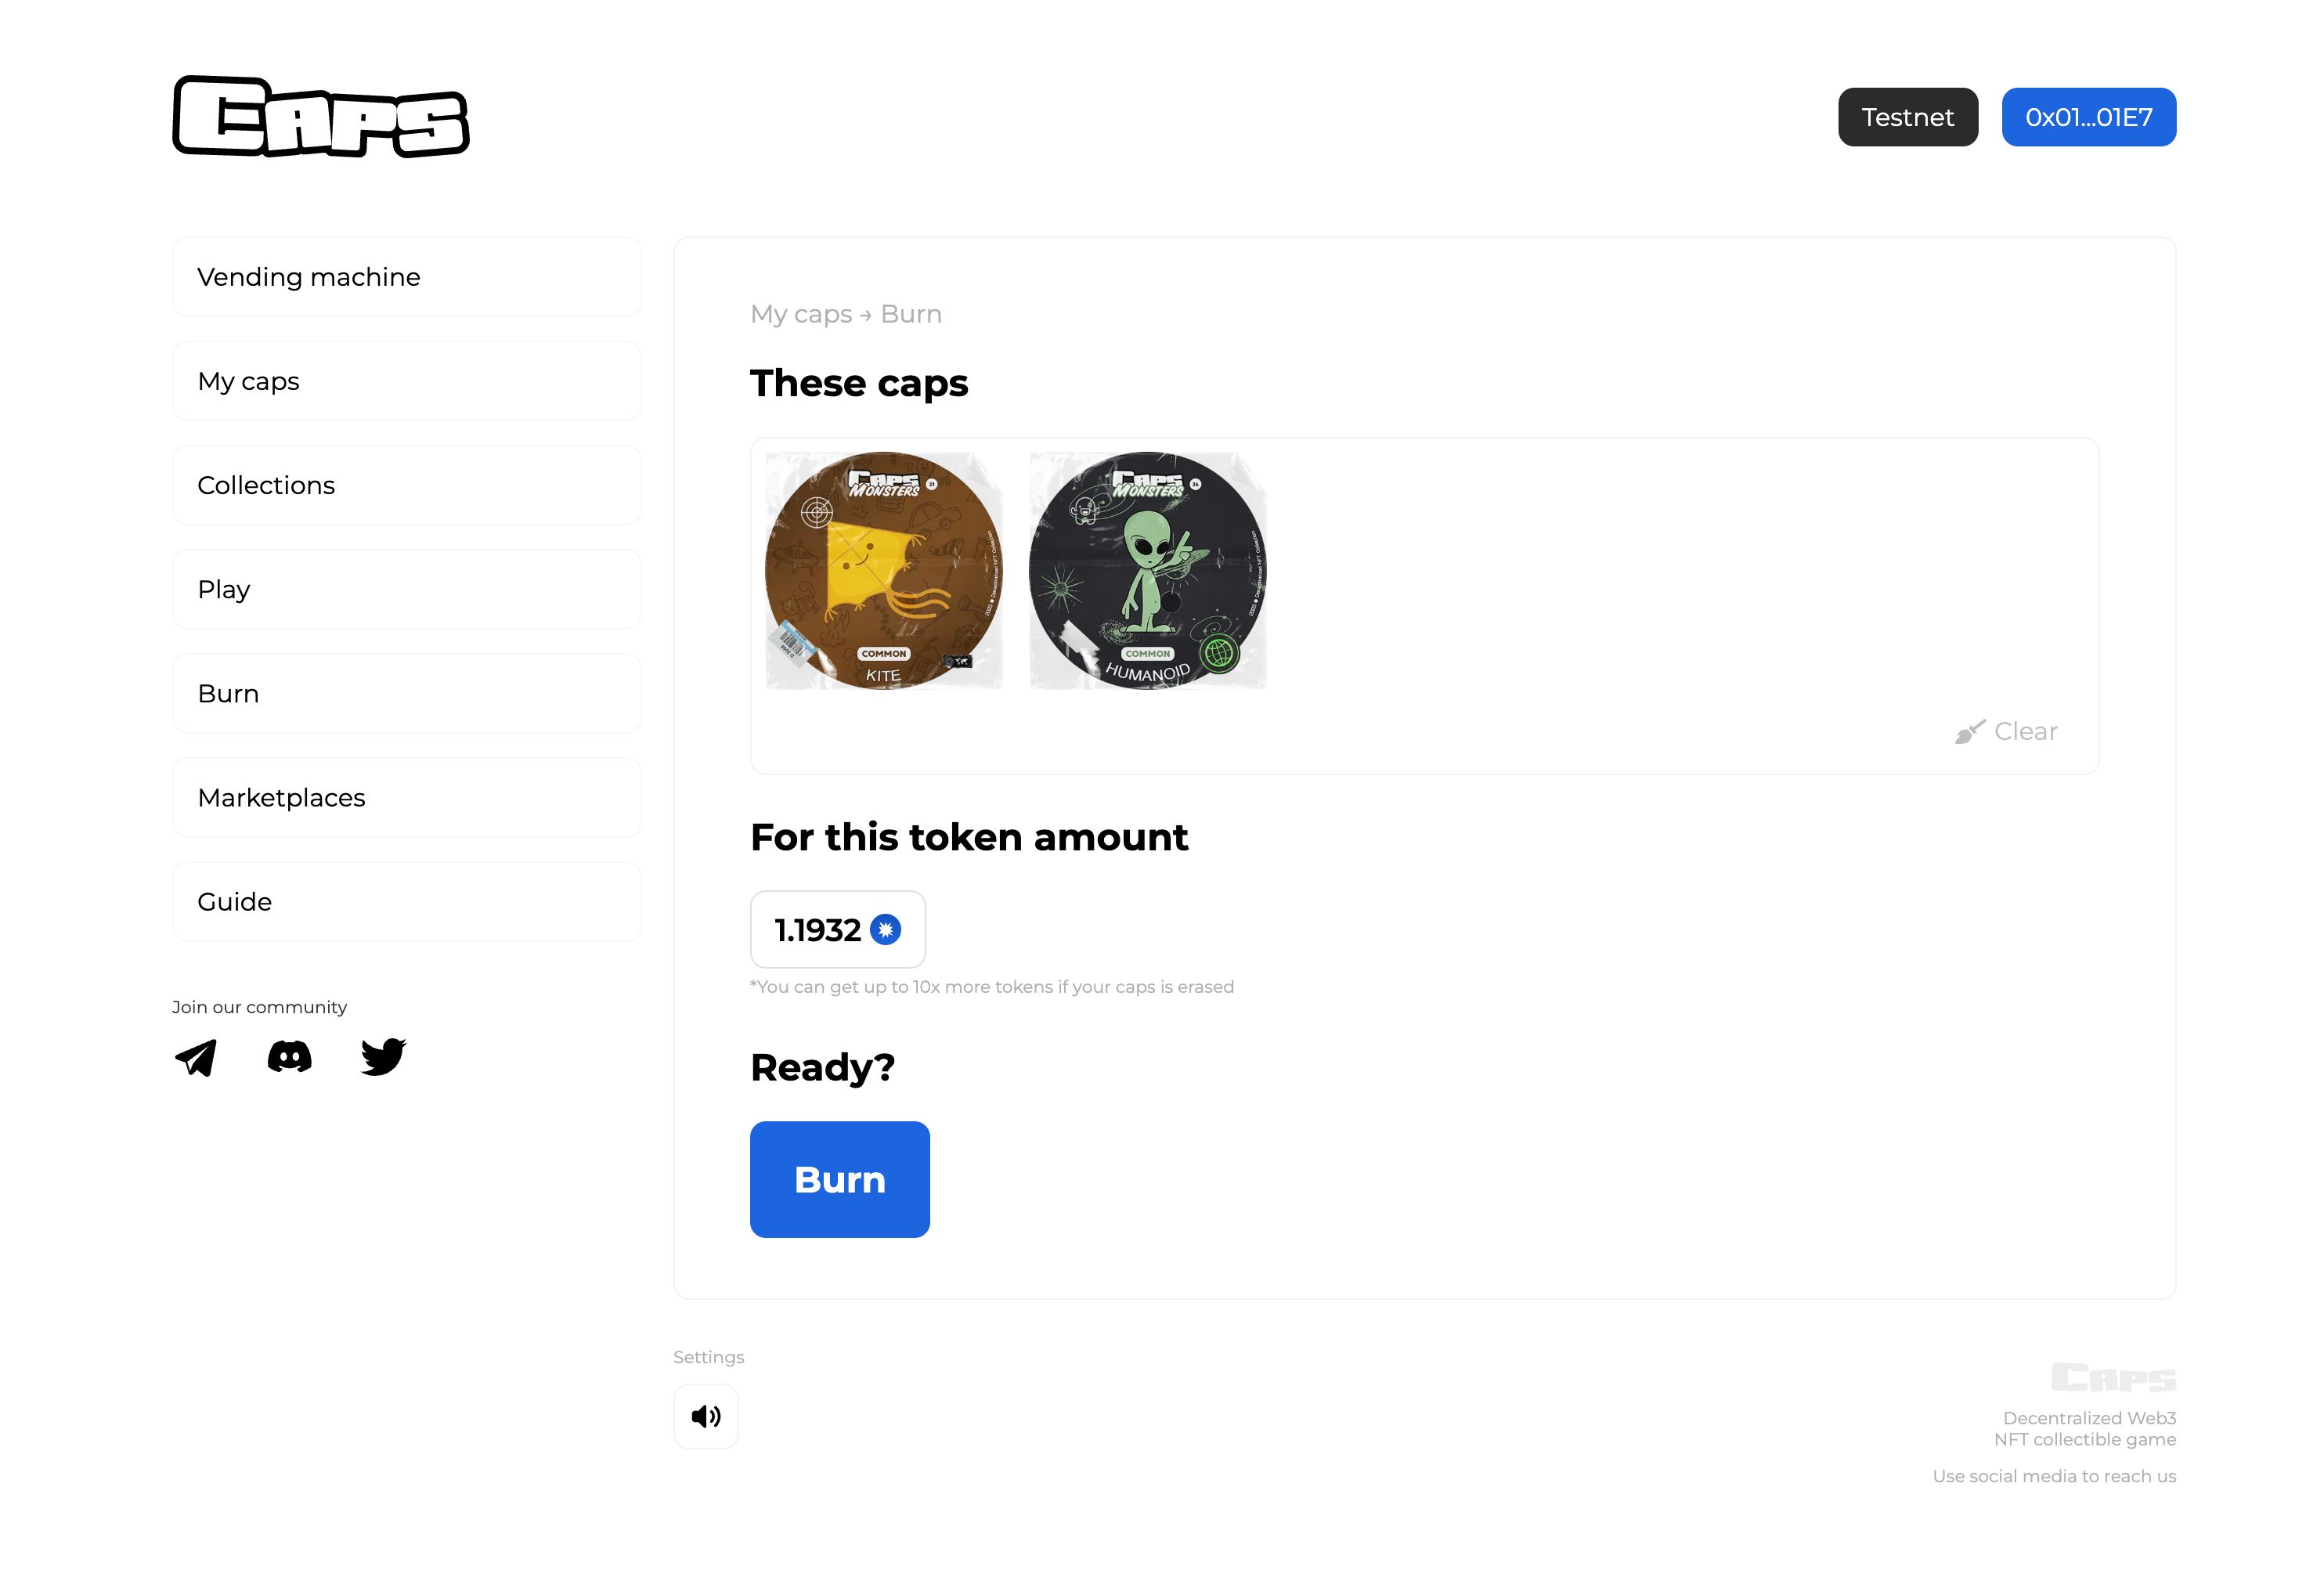 CAPS
Testnet
0x01...01E7
Vending machine
My caps
Collections
Play
Burn
Marketplaces
Guide
Join our community
My caps → Burn
These caps
CAPS
MONSTERS
21
COMMON
KITE
CAPS
MONSTERS
26
COMMON
HUMANOID
Clear
For this token amount
1.1932
*You can get up to 10x more tokens if your caps is erased
Ready?
Burn
Settings
CAPS
Decentralized Web3
NFT collectible game
Use social media to reach us